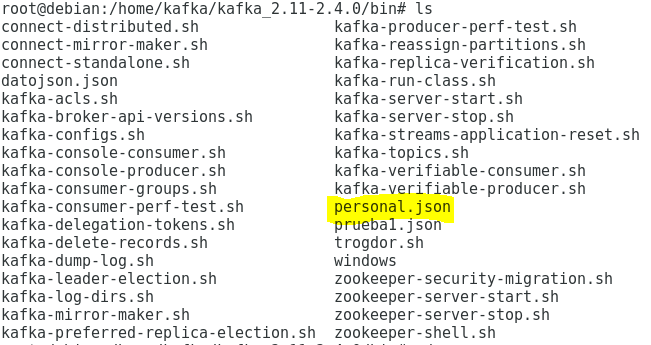 root@debian:/home/kafka/kafka_2.11-2.4.0/bin# ls
connect-distributed.sh kafka-producer-perf-test.sh
connect-mirror-maker.sh kafka-reassign-partitions.sh
connect-standalone.sh kafka-replica-verification.sh
datojson.json kafka-run-class.sh
kafka-acls.sh kafka-server-start.sh
kafka-broker-api-versions.sh kafka-server-stop.sh
kafka-configs.sh kafka-streams-application-reset.sh
kafka-console-consumer.sh kafka-topics.sh
kafka-console-producer.sh kafka-verifiable-consumer.sh
kafka-consumer-groups.sh kafka-verifiable-producer.sh
kafka-consumer-perf-test.sh personal.json
kafka-delegation-tokens.sh prueba1.json
kafka-delete-records.sh trogdor.sh
kafka-dump-log.sh windows
kafka-leader-election.sh zookeeper-security-migration.sh
kafka-log-dirs.sh zookeeper-server-start.sh
kafka-mirror-maker.sh zookeeper-server-stop.sh
kafka-preferred-replica-election.sh zookeeper-shell.sh